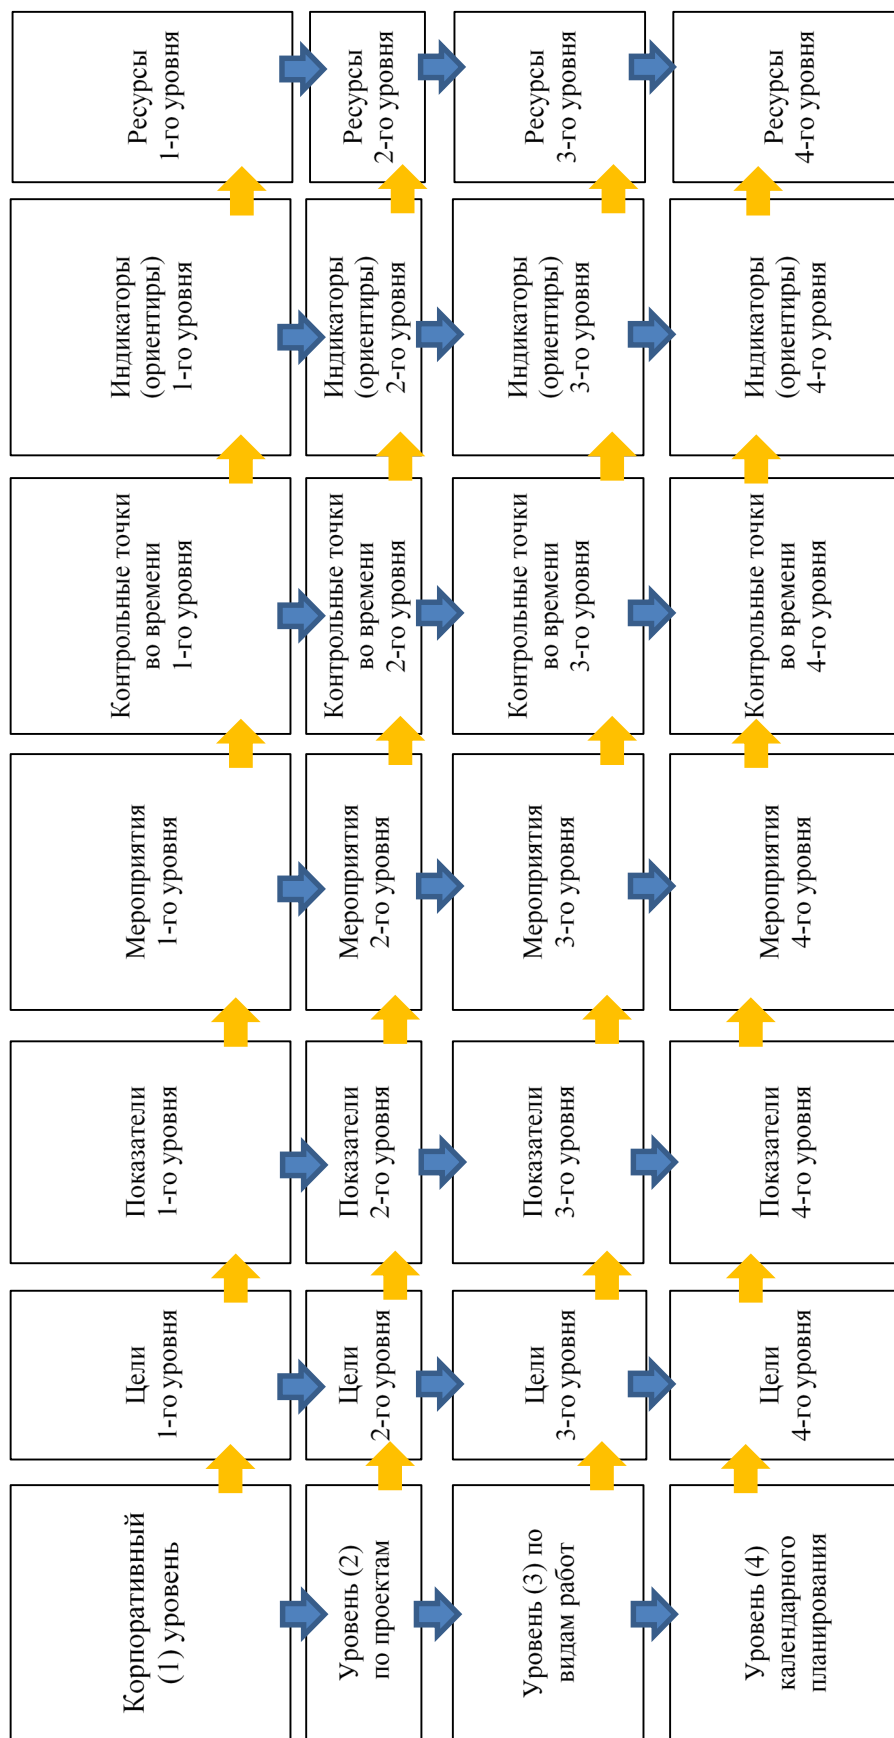 Корпоративный
(1) уровень
Цели
1-го уровня
Показатели
1-го уровня
Мероприятия
1-го уровня
Контрольные точки
во времени
1-го уровня
Индикаторы
(ориентиры)
1-го уровня
Ресурсы
1-го уровня
Уровень (2)
по проектам
Цели
2-го уровня
Показатели
2-го уровня
Мероприятия
2-го уровня
Контрольные точки
во времени
2-го уровня
Индикаторы
(ориентиры)
2-го уровня
Ресурсы
2-го уровня
Уровень (3) по
видам работ
Цели
3-го уровня
Показатели
3-го уровня
Мероприятия
3-го уровня
Контрольные точки
во времени
3-го уровня
Индикаторы
(ориентиры)
3-го уровня
Ресурсы
3-го уровня
Уровень (4)
календарного
планирования
Цели
4-го уровня
Показатели
4-го уровня
Мероприятия
4-го уровня
Контрольные точки
во времени
4-го уровня
Индикаторы
(ориентиры)
4-го уровня
Ресурсы
4-го уровня